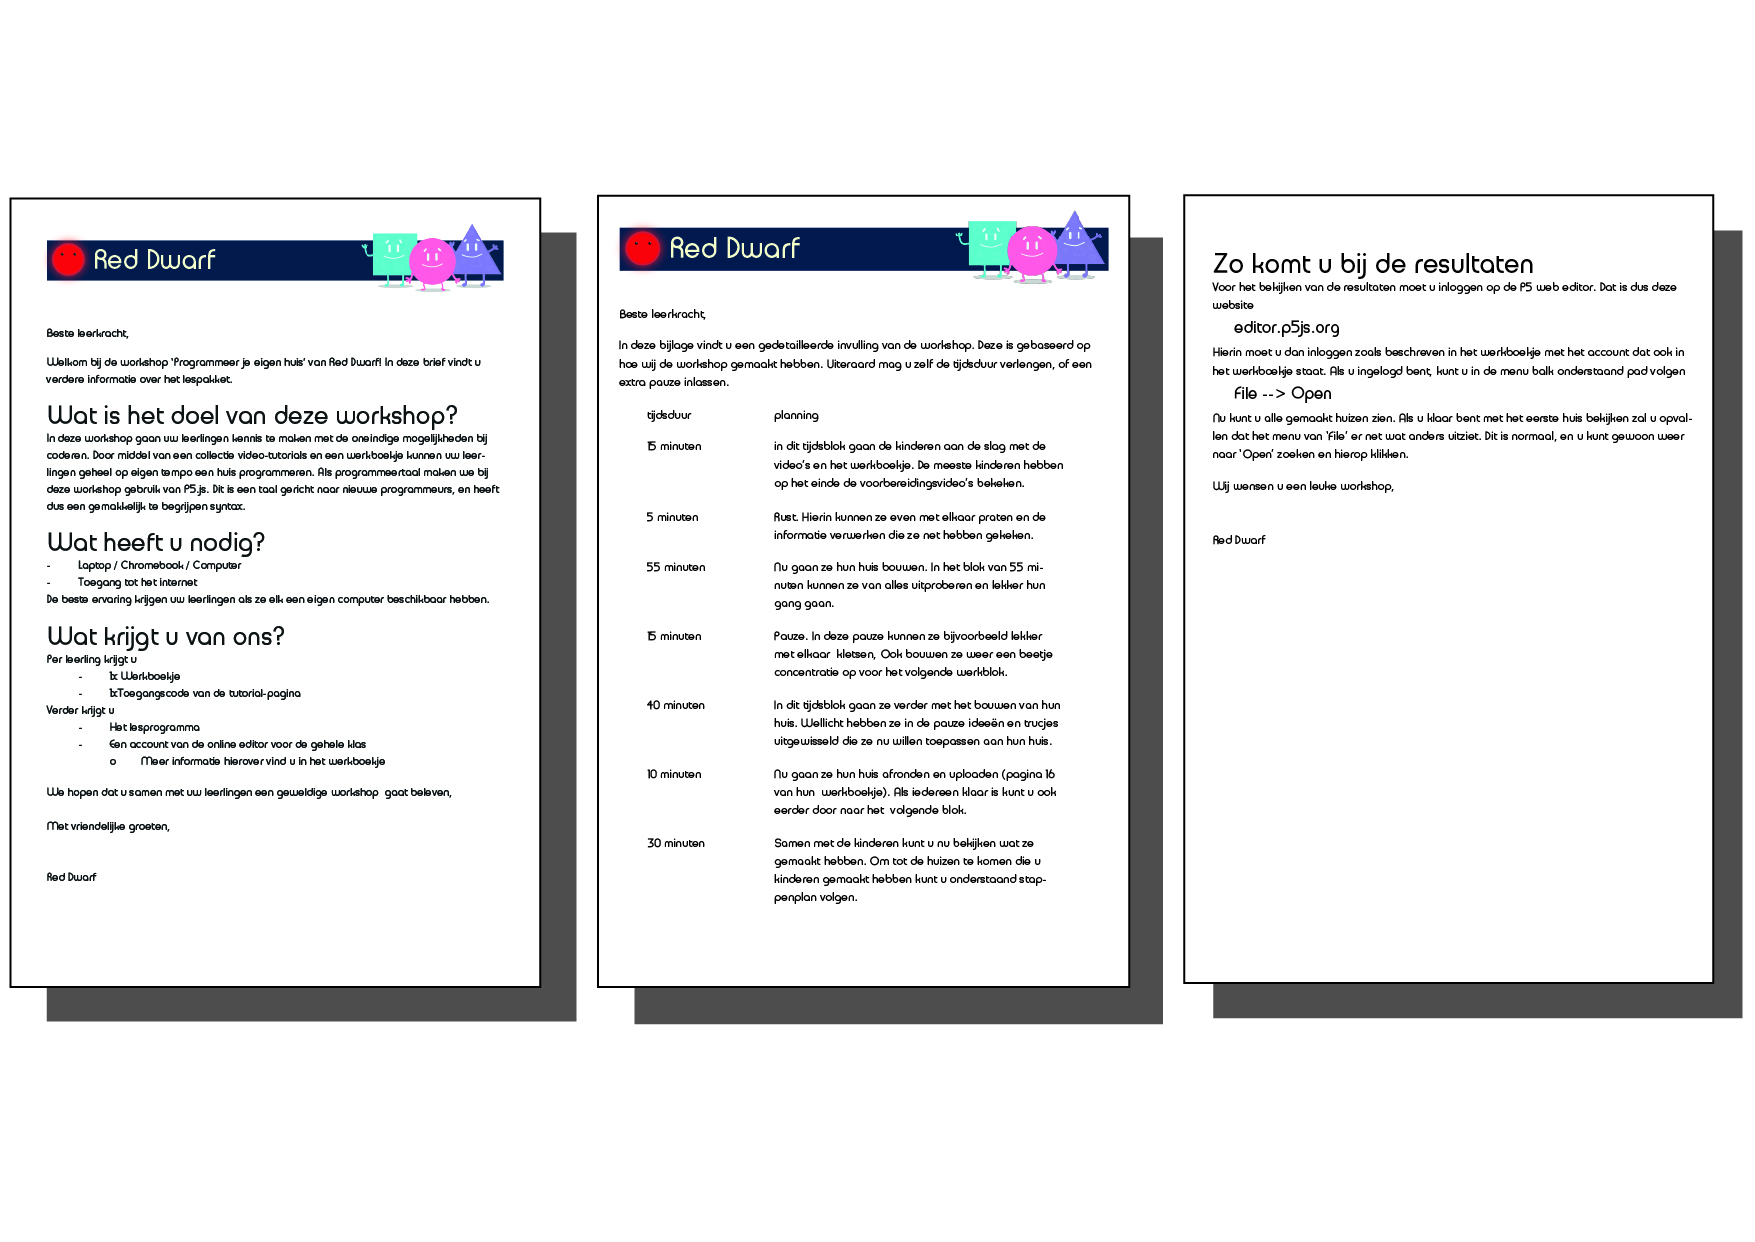 Red Dwarf
Beste leerkracht,
Welkom bij de workshop 'Programmeer je eigen huis' van Red Dwarf! In deze brief vindt u
verdere informatie over het lespakket.
Wat is het doel van deze workshop?
In deze workshop gaan uw leerlingen kennis te maken met de oneindige mogelijkheden bij
coderen. Door middel van een collectie video-tutorials en een werkboekje kunnen uw leer-
lingen geheel op eigen tempo een huis programmeren. Als programmeertaal maken we bij
deze workshop gebruik van P5.js. Dit is een taal gericht naar nieuwe programmeurs, en heeft
dus een gemakkelijk te begrijpen syntax.
Wat heeft u nodig?
- Laptop / Chromebook / Computer
- Toegang tot het internet
De beste ervaring krijgen uw leerlingen als ze elk een eigen computer beschikbaar hebben.
Wat krijgt u van ons?
Per leerling krijgt u
- 1x Werkboekje
- 1xToegangscode van de tutorial-pagina
Verder krijgt u
- Het lesprogramma
- Een account van de online editor voor de gehele klas
o Meer informatie hierover vind u in het werkboekje
We hopen dat u samen met uw leerlingen een geweldige workshop gaat beleven,
Met vriendelijke groeten,
Red Dwarf
Red Dwarf
Beste leerkracht,
In deze bijlage vindt u een gedetailleerde invulling van de workshop. Deze is gebaseerd op
hoe wij de workshop gemaakt hebben. Uiteraard mag u zelf de tijdsduur verlengen, of een
extra pauze inlassen.
tijdsduur planning
15 minuten in dit tijdsblok gaan de kinderen aan de slag met de
video's en het werkboekje. De meeste kinderen hebben
op het einde de voorbereidingsvideo's bekeken.
5 minuten Rust. Hierin kunnen ze even met elkaar praten en de
informatie verwerken die ze net hebben gekeken.
55 minuten Nu gaan ze hun huis bouwen. In het blok van 55 mi-
nuten kunnen ze van alles uitproberen en lekker hun
gang gaan.
15 minuten Pauze. In deze pauze kunnen ze bijvoorbeeld lekker
met elkaar kletsen, Ook bouwen ze weer een beetje
concentratie op voor het volgende werkblok.
40 minuten In dit tijdsblok gaan ze verder met het bouwen van hun
huis. Wellicht hebben ze in de pauze ideeën en trucjes
uitgewisseld die ze nu willen toepassen aan hun huis.
10 minuten Nu gaan ze hun huis afronden en uploaden (pagina 16
van hun werkboekje). Als iedereen klaar is kunt u ook
eerder door naar het volgende blok.
30 minuten Samen met de kinderen kunt u nu bekijken wat ze
gemaakt hebben. Om tot de huizen te komen die u
kinderen gemaakt hebben kunt u onderstaand stap-
penplan volgen.
Zo komt u bij de resultaten
Voor het bekijken van de resultaten moet u inloggen op de P5 web editor. Dat is dus deze
website
editor.p5js.org
Hierin moet u dan inloggen zoals beschreven in het werkboekje met het account dat ook in
het werkboekje staat. Als u ingelogd bent, kunt u in de menu balk onderstaand pad volgen
File --> Open
Nu kunt u alle gemaakt huizen zien. Als u klaar bent met het eerste huis bekijken zal u opval-
len dat het menu van 'File' er net wat anders uitziet. Dit is normaal, en u kunt gewoon weer
naar 'Open' zoeken en hierop klikken.
Wij wensen u een leuke workshop,
Red Dwarf